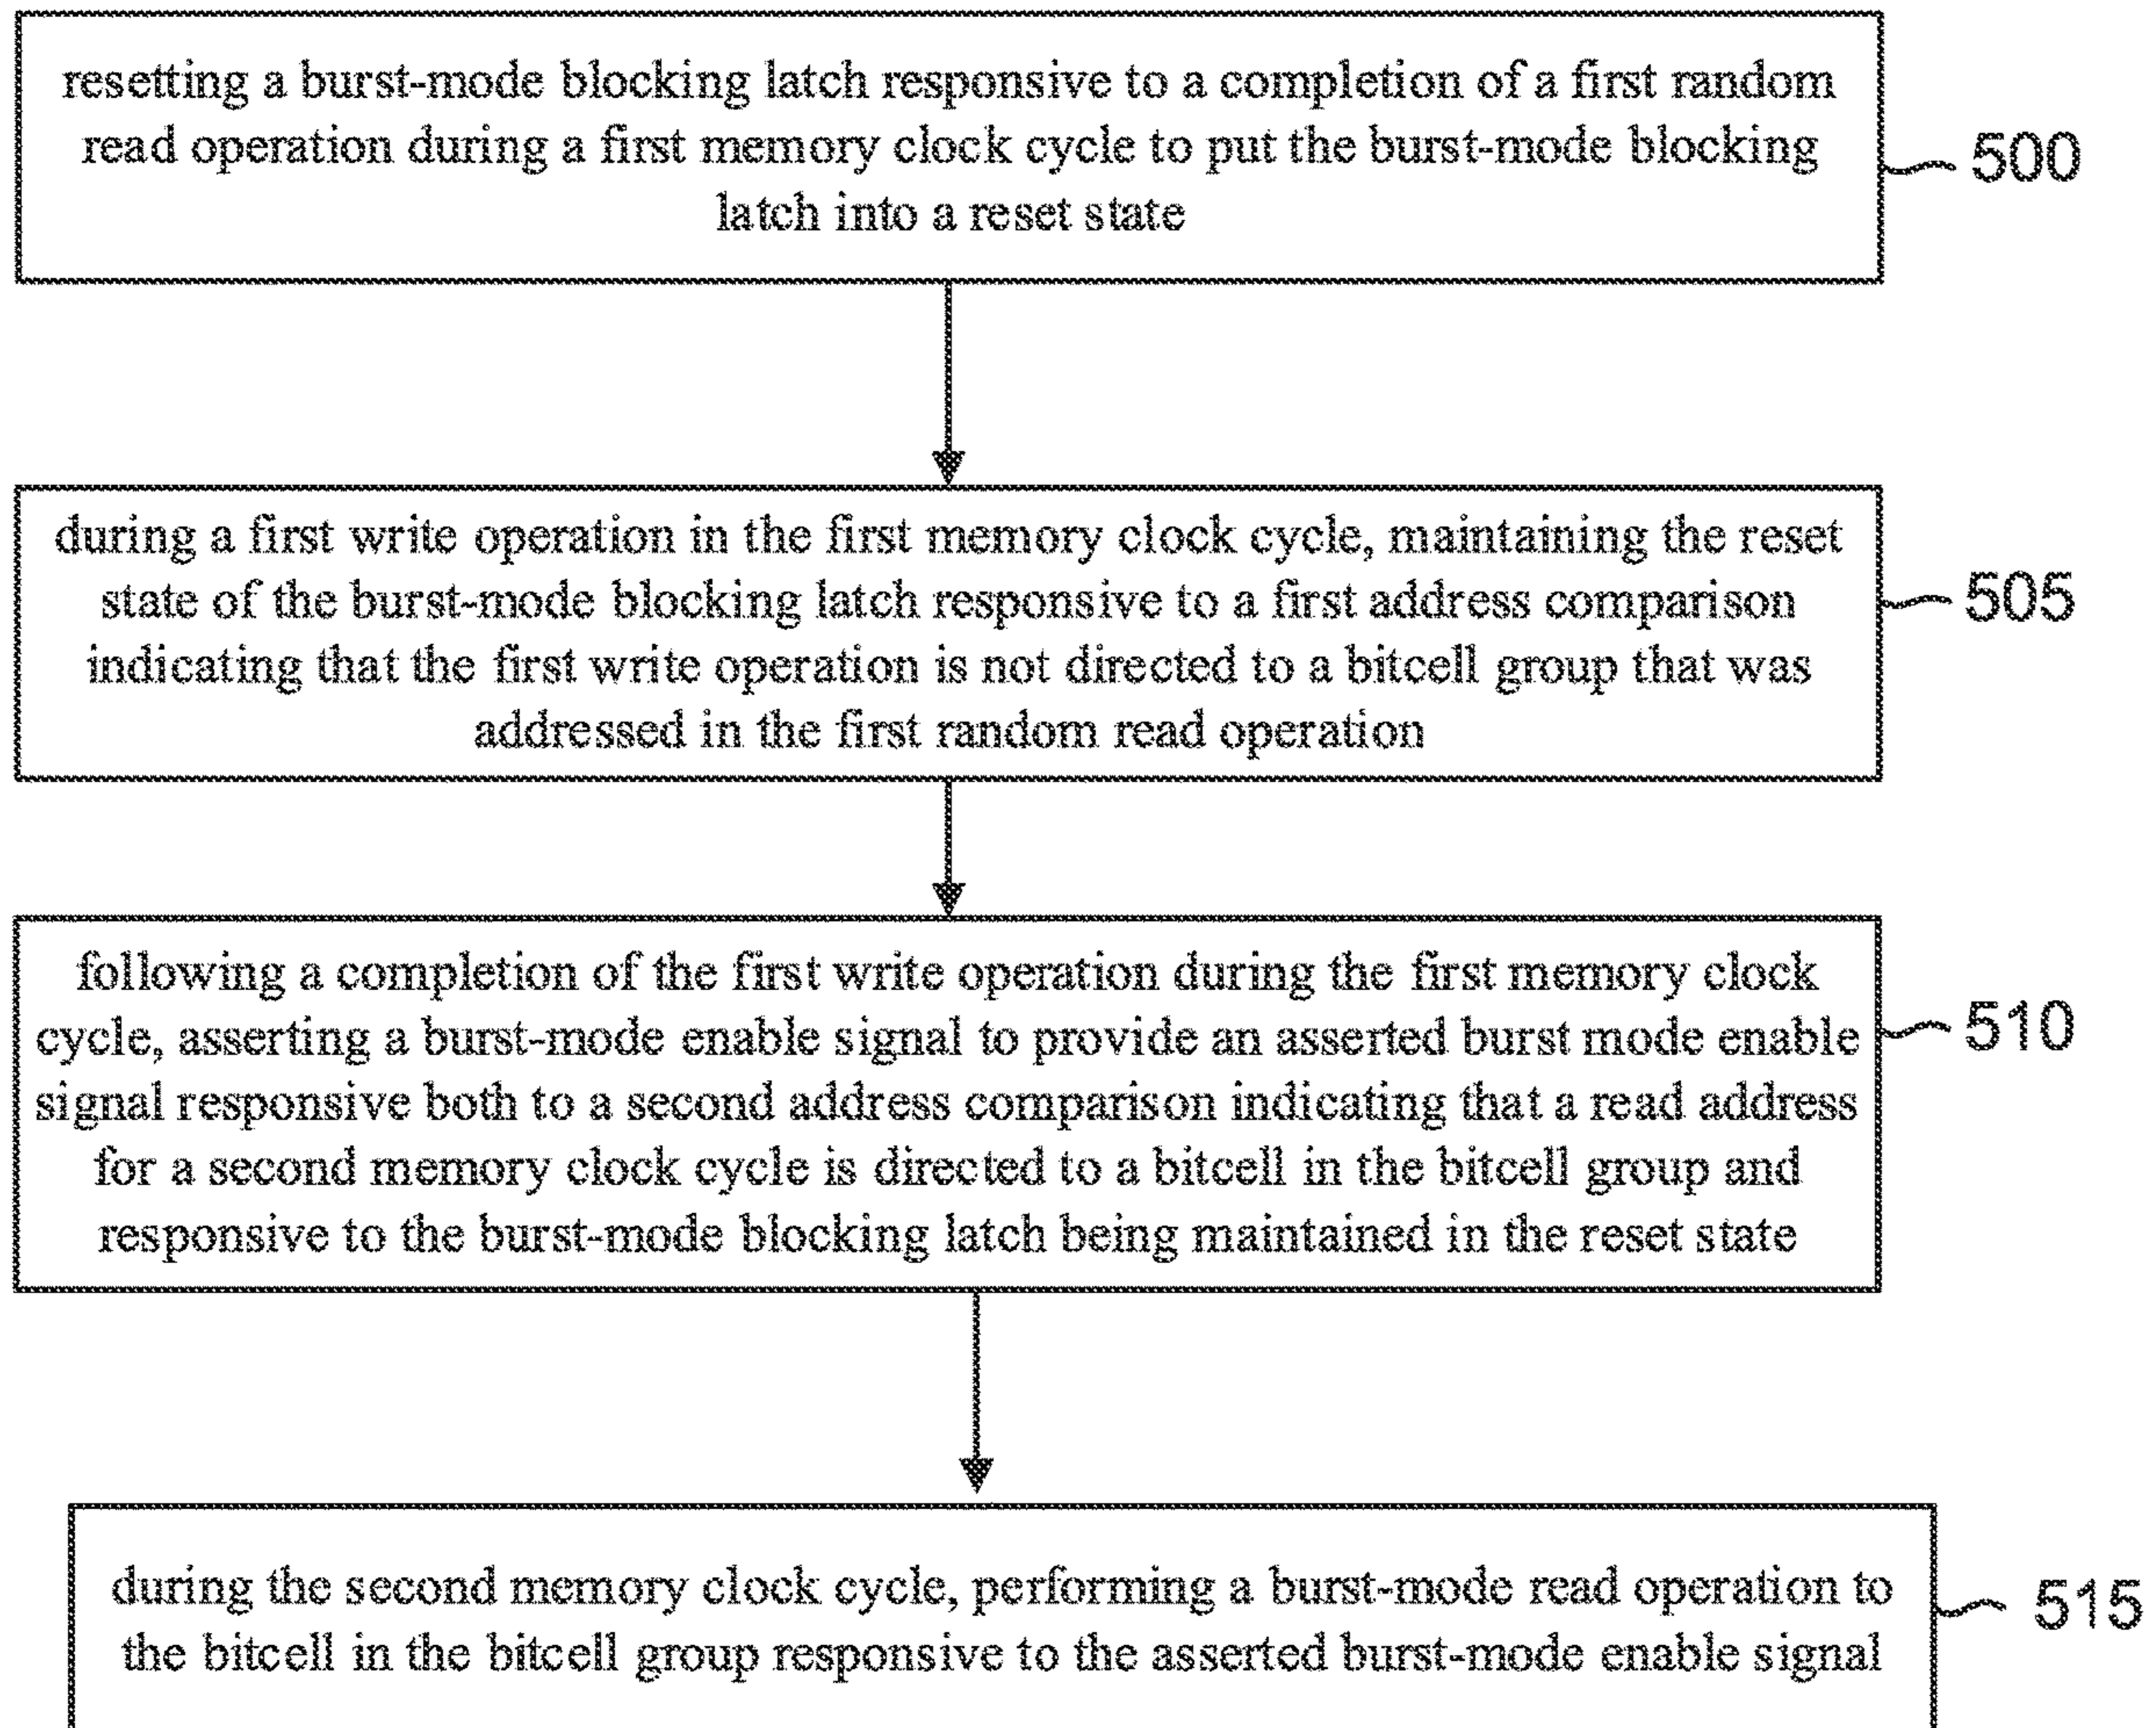 resetting a burst-mode blocking latch responsive to a completion of a first random
read operation during a first memory clock cycle to put the burst-mode blocking
latch into a reset state
500
during a first write operation in the first memory clock cycle, maintaining the reset
state of the burst-mode blocking latch responsive to a first address comparison
indicating that the first write operation is not directed to a bitcell group that was
addressed in the first random read operation
505
following a completion of the first write operation during the first memory clock
cycle, asserting a burst-mode enable signal to provide an asserted burst mode enable
signal responsive both to a second address comparison indicating that a read address
for a second memory clock cycle is directed to a bitcell in the bitcell group and
responsive to the burst-mode blocking latch being maintained in the reset state
510
during the second memory clock cycle, performing a burst-mode read operation to
the bitcell in the bitcell group responsive to the asserted burst-mode enable signal
515